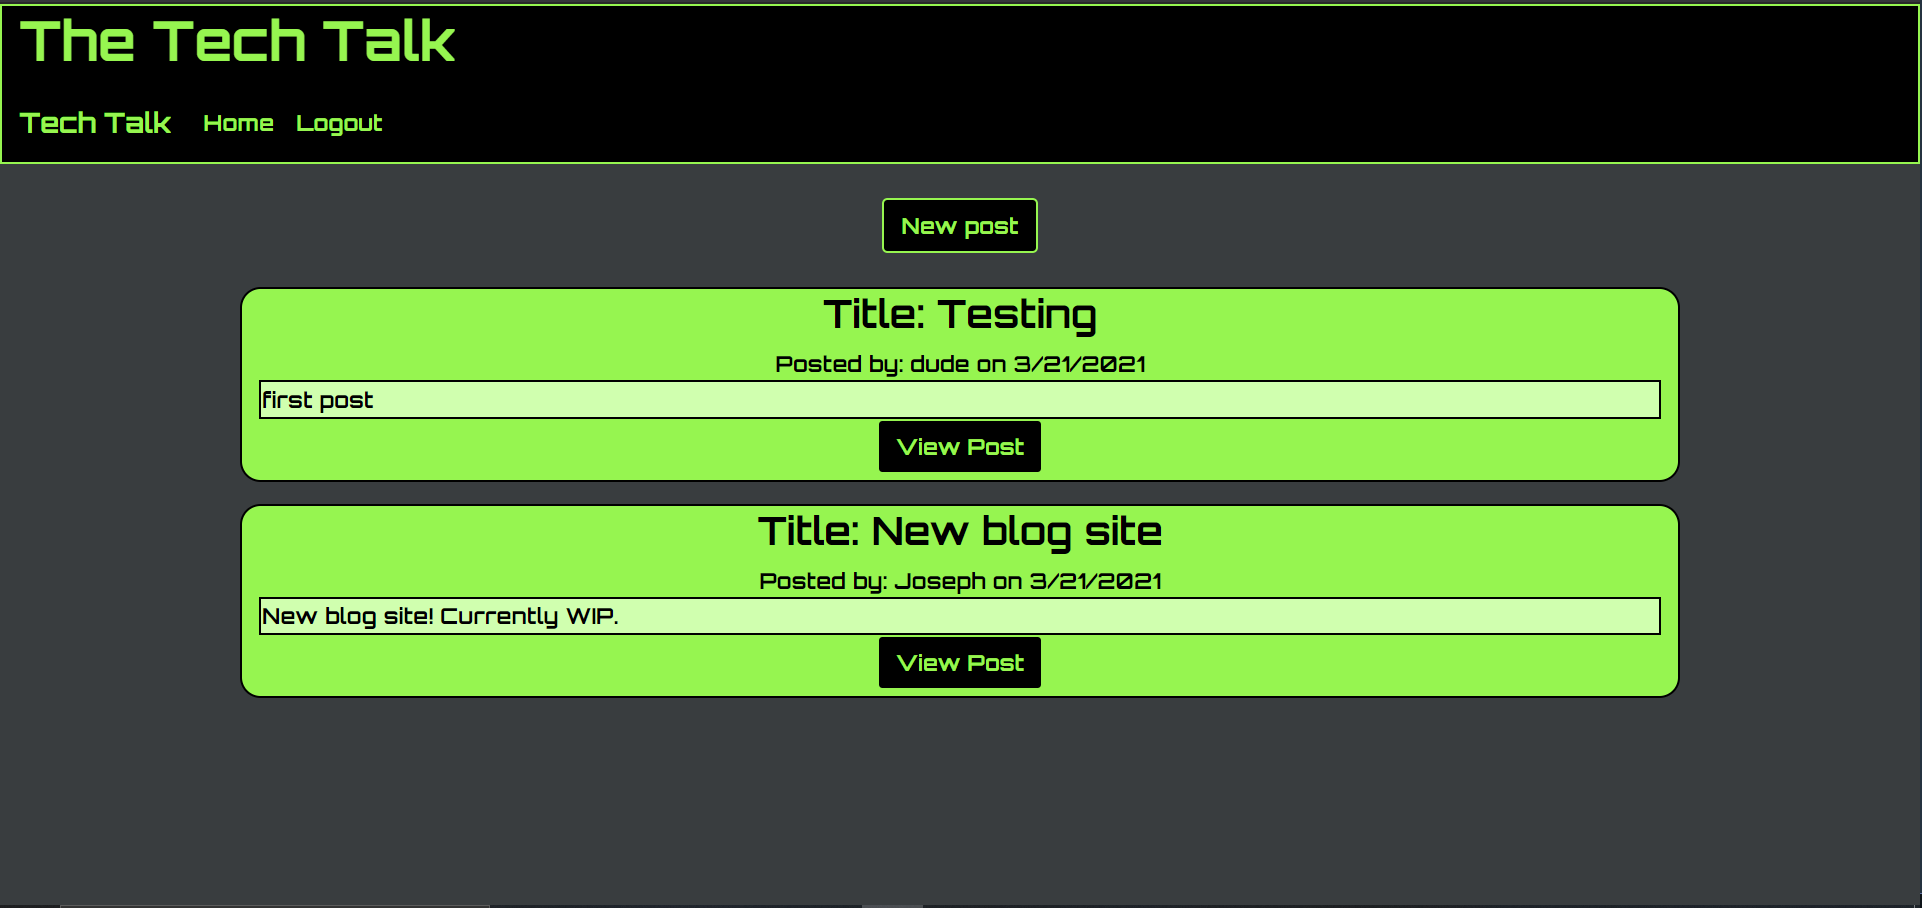 The Tech Talk
Tech Talk Home Logout
New post
Title: Testing
Posted by: dude on 3/21/2021
first post
View Post
Title: New blog site
Posted by: Joseph on 3/21/2021
New blog site! Currently WIP.
View Post